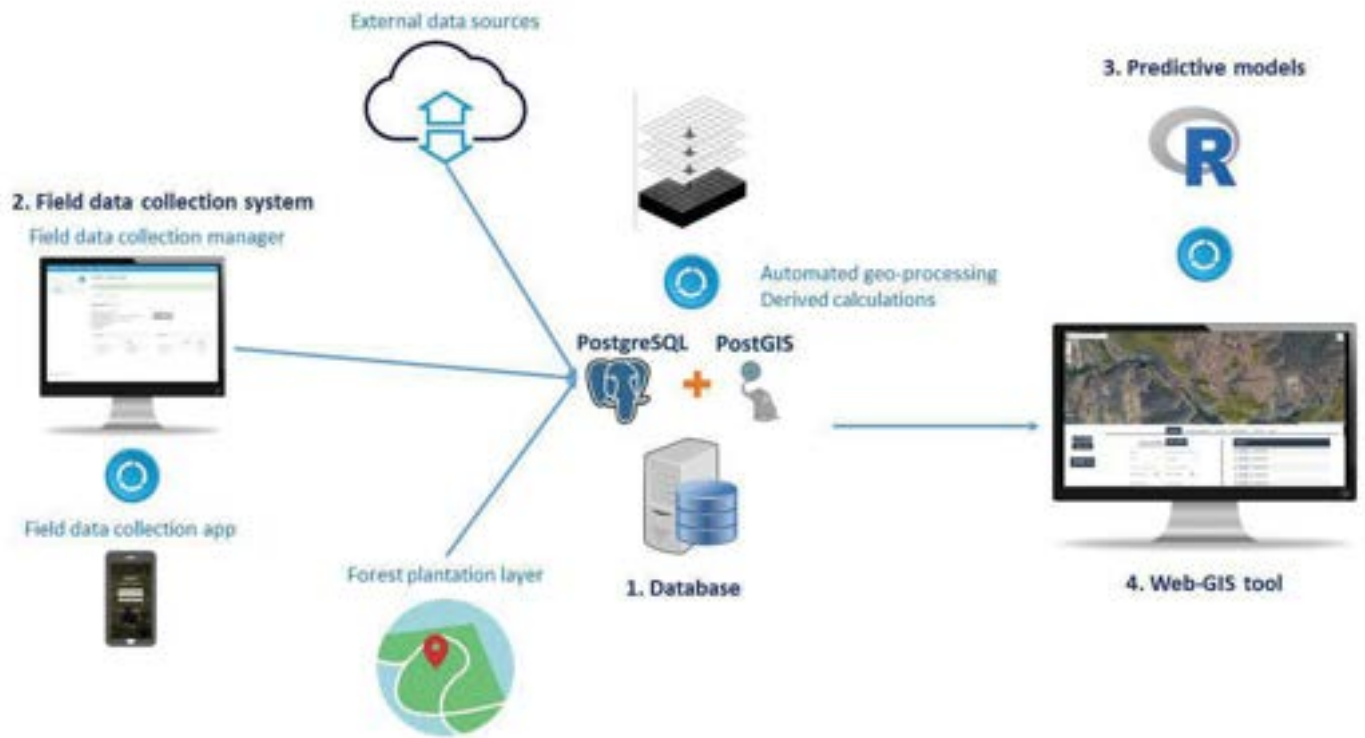 External data sources
3. Predictive models
R
2. Field data collection system
Field data collection manager
Automated geo-processing
Derived calculations
PostgreSQL
PostGIS
Field data collection app
Forest plantation layer
1. Database
4. Web-GIS tool